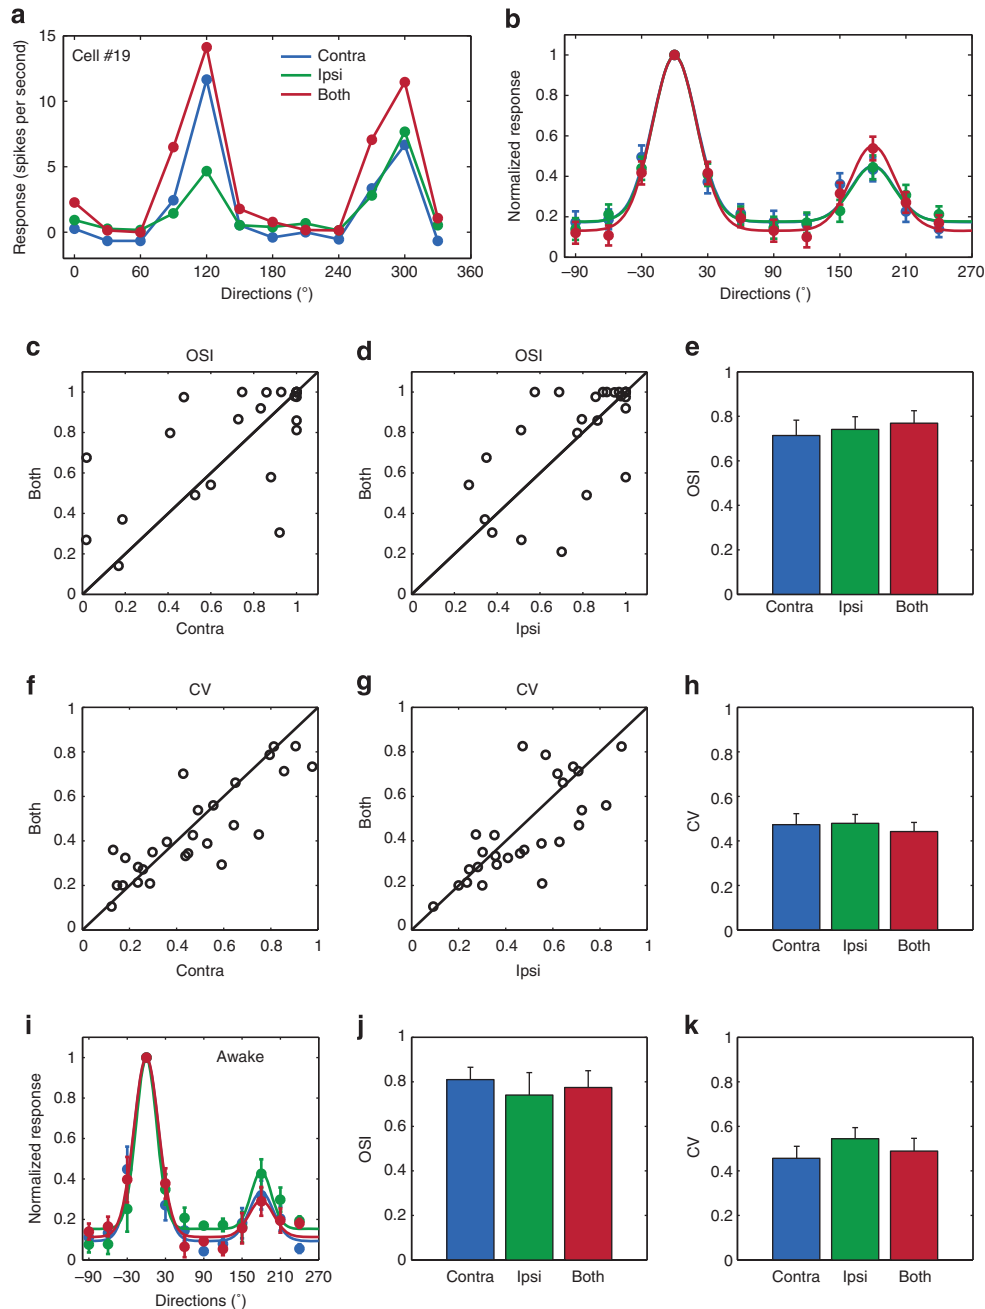 a
Cell #19
Contra
Ipsi
Both
Response (spikes per second)
15
10
5
0
0 60 120 180 240 300 360
Directions (°)
b
Normalized response
1
0.8
0.6
0.4
0.2
0
−90 −30 30 90 150 210 270
Directions (°)
c
OSI
Both
1
0.8
0.6
0.4
0.2
0
0 0.2 0.4 0.6 0.8 1
Contra
d
OSI
Both
1
0.8
0.6
0.4
0.2
0
0 0.2 0.4 0.6 0.8 1
Ipsi
e
OSI
1
0.8
0.6
0.4
0.2
0
Contra Ipsi Both
f
CV
Both
1
0.8
0.6
0.4
0.2
0
0 0.2 0.4 0.6 0.8 1
Contra
g
CV
Both
1
0.8
0.6
0.4
0.2
0
0 0.2 0.4 0.6 0.8 1
Ipsi
h
CV
1
0.8
0.6
0.4
0.2
0
Contra Ipsi Both
i
Awake
Normalized response
1
0.8
0.6
0.4
0.2
0
−90 −30 30 90 150 210 270
Directions (°)
j
OSI
1
0.8
0.6
0.4
0.2
0
Contra Ipsi Both
k
CV
1
0.8
0.6
0.4
0.2
0
Contra Ipsi Both